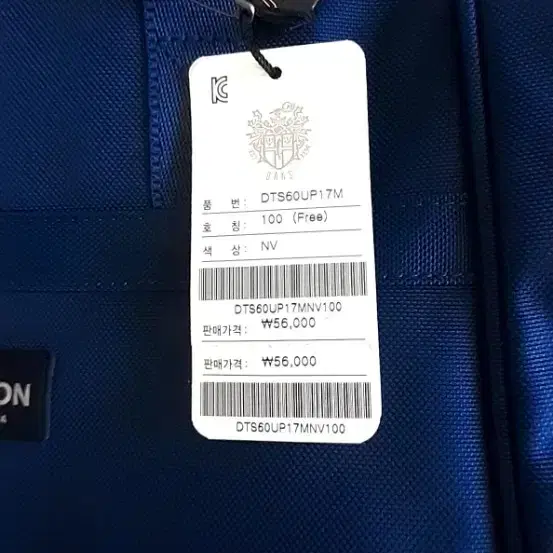 DAKS
품 번: DTS60UP17M
호 칭: 100 (Free)
색 상: NV
DTS60UP17MNV100
판매가격: ₩56,000
판매가격: ₩56,000
DTS60UP17MNV100
ON